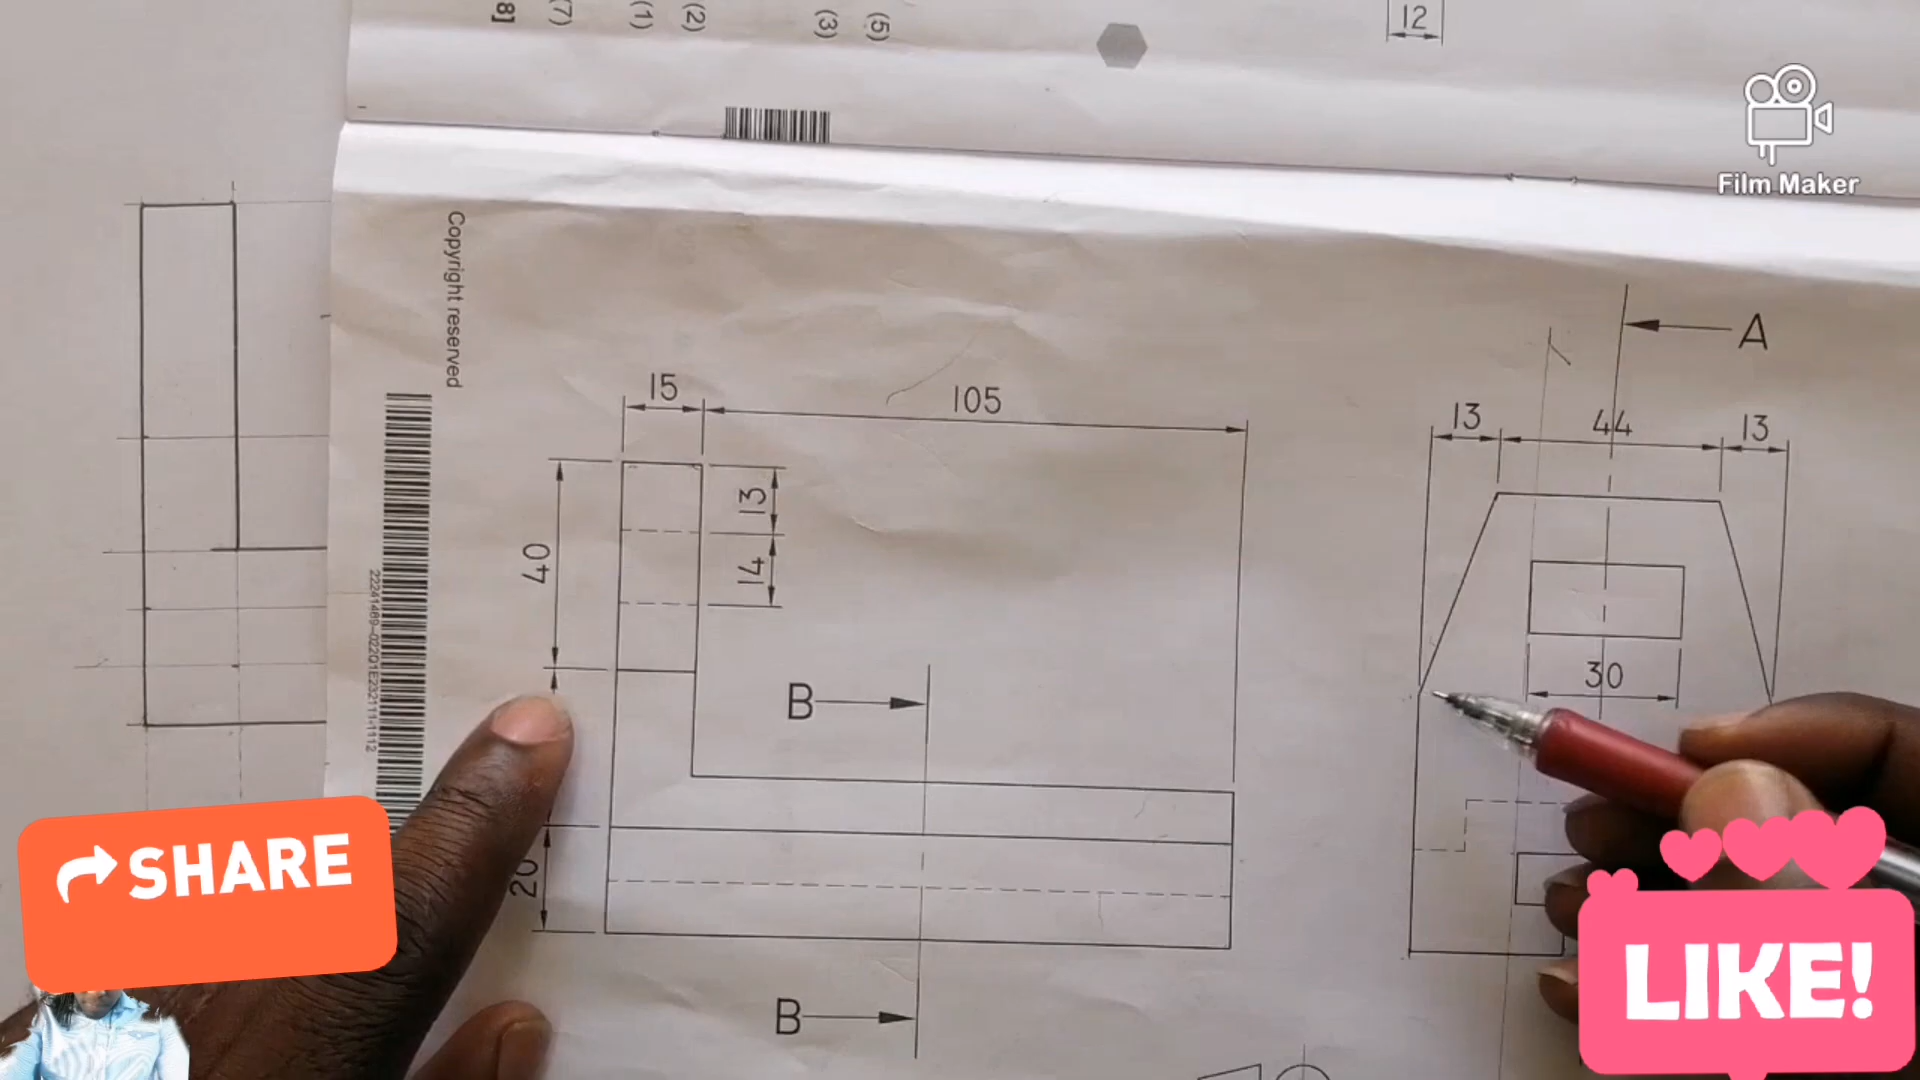 8]
(7)
(1)
(2)
(3)
(5)
12
Film Maker
Copyright reserved
A
15
105
13
44
13
40
13
14
30
B
20
B
SHARE
LIKE!